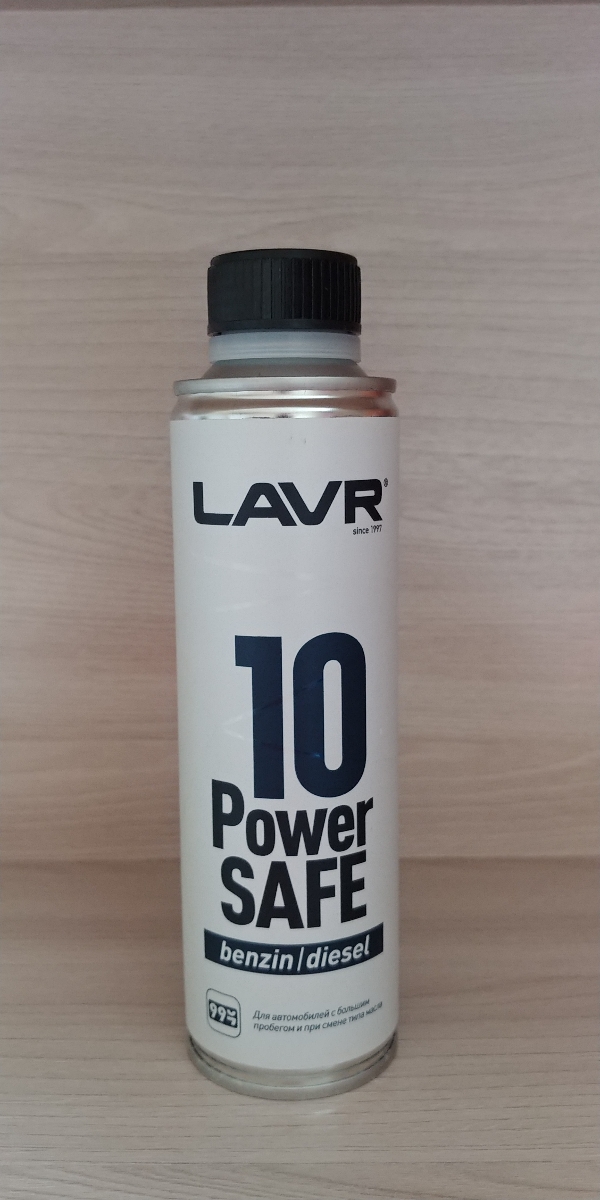 LAVR®
since 1997
10
Power
SAFE
benzin|diesel
99%
Для автомобилей с большим
пробегом и при смене типа масла